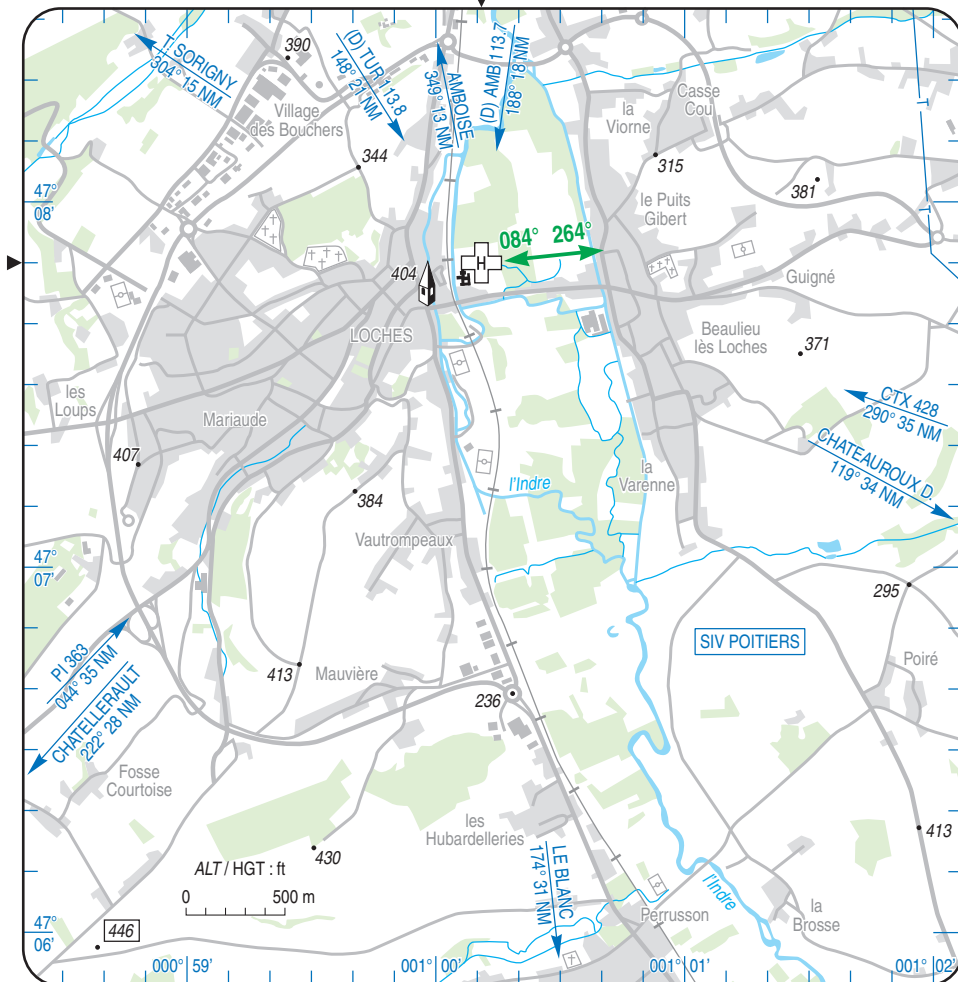 T. SORIGNY
304° 15 NM
390
(D) TUR 113.8
148° 21 NM
AMBOISE
349° 13 NM
(D) AMB 113.7
188° 18 NM
Village
des Bouchers
344
la
Viorne
Casse
Cou
315
381
T
T
47°
08'
le Puits
Gibert
084° 264°
H
404
Guigné
LOCHES
Beaulieu
lès Loches
371
les
Loups
Mariaude
CTX 428
290° 35 NM
CHATEAUROUX D.
119° 34 NM
407
384
l'Indre
la
Varenne
Vautrompeaux
47°
07'
295
PI 363
044° 35 NM
CHATELLERAULT
222° 28 NM
SIV POITIERS
413
Mauvière
236
Poiré
Fosse
Courtoise
les
Hubardelleries
413
430
ALT / HGT : ft
0 500 m
LE BLANC
174° 31 NM
l'Indre
la
Brosse
Perrusson
446
47°
06'
000° 59'
001° 00'
001° 01'
001° 02'